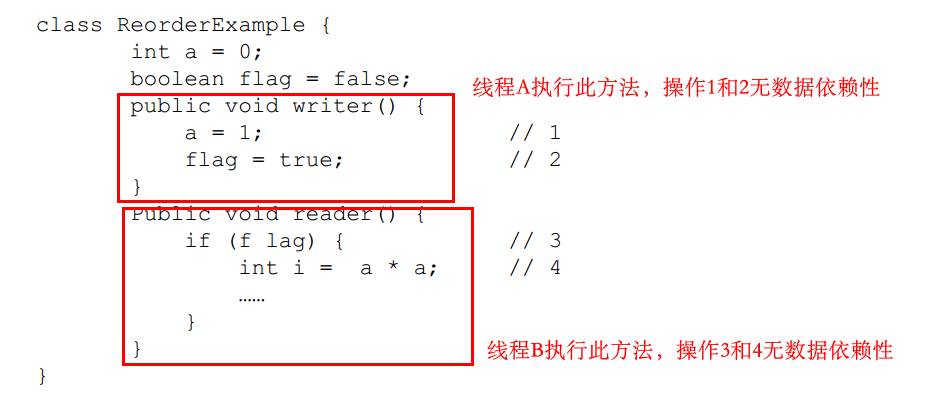 class ReorderExample {
int a = 0;
boolean flag = false;
线程A执行此方法，操作1和2无数据依赖性
public void writer() {
a = 1; // 1
flag = true; // 2
}
Public void reader() {
if (f lag) { // 3
int i = a * a; // 4
……
}
}
线程B执行此方法，操作3和4无数据依赖性
}